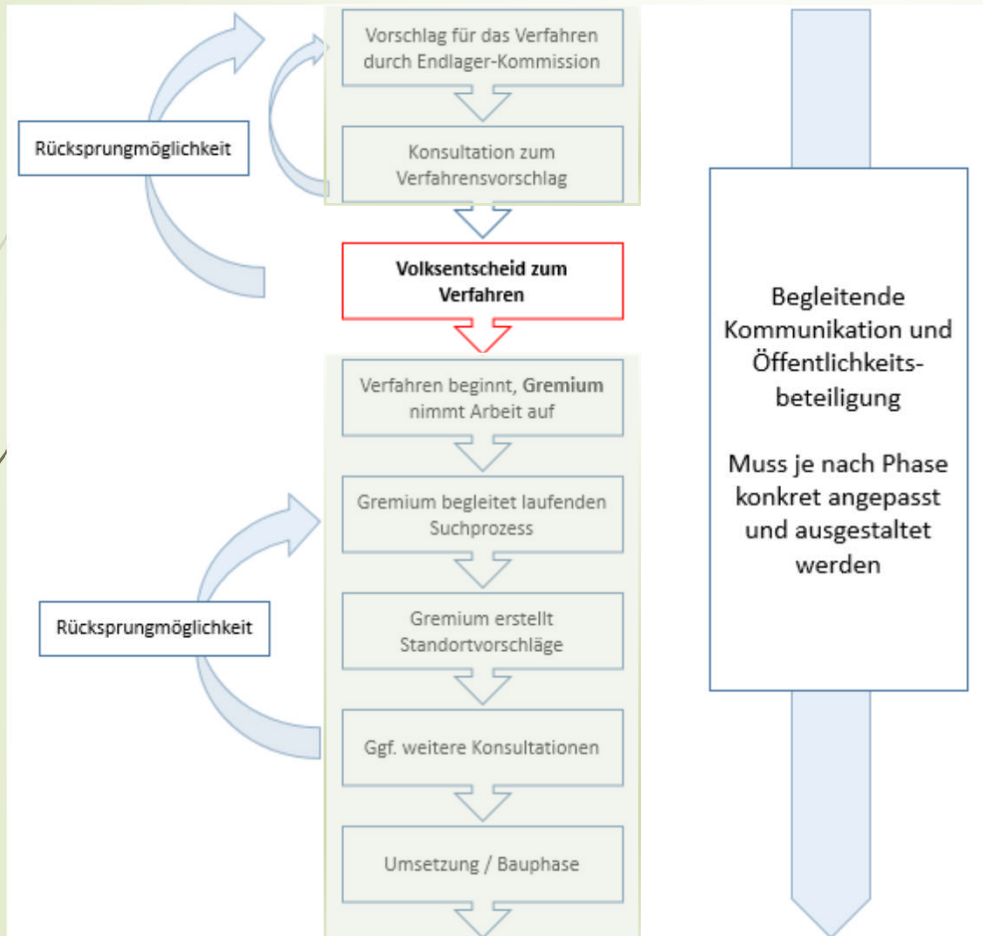 Vorschlag für das Verfahren
durch Endlager-Kommission
Rücksprungmöglichkeit
Konsultation zum
Verfahrensvorschlag
Volksentscheid zum
Verfahren
Verfahren beginnt, Gremium
nimmt Arbeit auf
Gremium begleitet laufenden
Suchprozess
Rücksprungmöglichkeit
Gremium erstellt
Standortvorschläge
Ggf. weitere Konsultationen
Umsetzung / Bauphase
Begleitende
Kommunikation und
Öffentlichkeits-
beteiligung
Muss je nach Phase
konkret angepasst
und ausgestaltet
werden